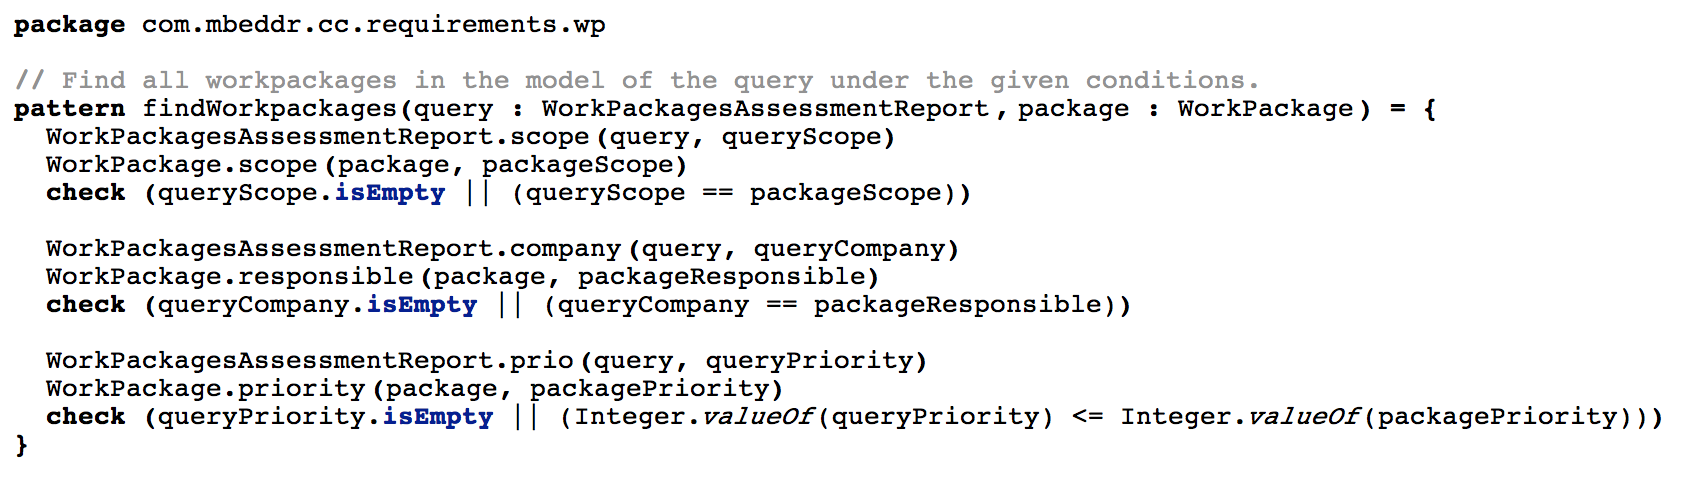 package com.mbeddr.cc.requirements.wp
// Find all workpackages in the model of the query under the given conditions.
pattern findWorkpackages(query : WorkPackagesAssessmentReport, package : WorkPackage) = {
WorkPackagesAssessmentReport.scope(query, queryScope)
WorkPackage.scope(package, packageScope)
check (queryScope.isEmpty || (queryScope == packageScope))
WorkPackagesAssessmentReport.company(query, queryCompany)
WorkPackage.responsible(package, packageResponsible)
check (queryCompany.isEmpty || (queryCompany == packageResponsible))
WorkPackagesAssessmentReport.prio(query, queryPriority)
WorkPackage.priority(package, packagePriority)
check (queryPriority.isEmpty || (Integer.valueOf(queryPriority) <= Integer.valueOf(packagePriority)))
}